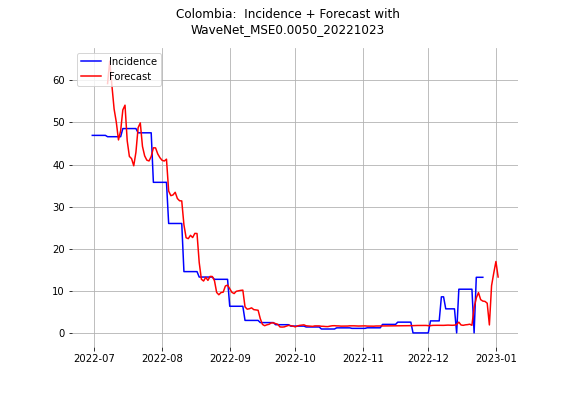 Colombia:  Incidence + Forecast with
WaveNet_MSE0.0050_20221023
Incidence
Forecast
60
50
40
30
20
10
0
2022-07 2022-08 2022-09 2022-10 2022-11 2022-12 2023-01